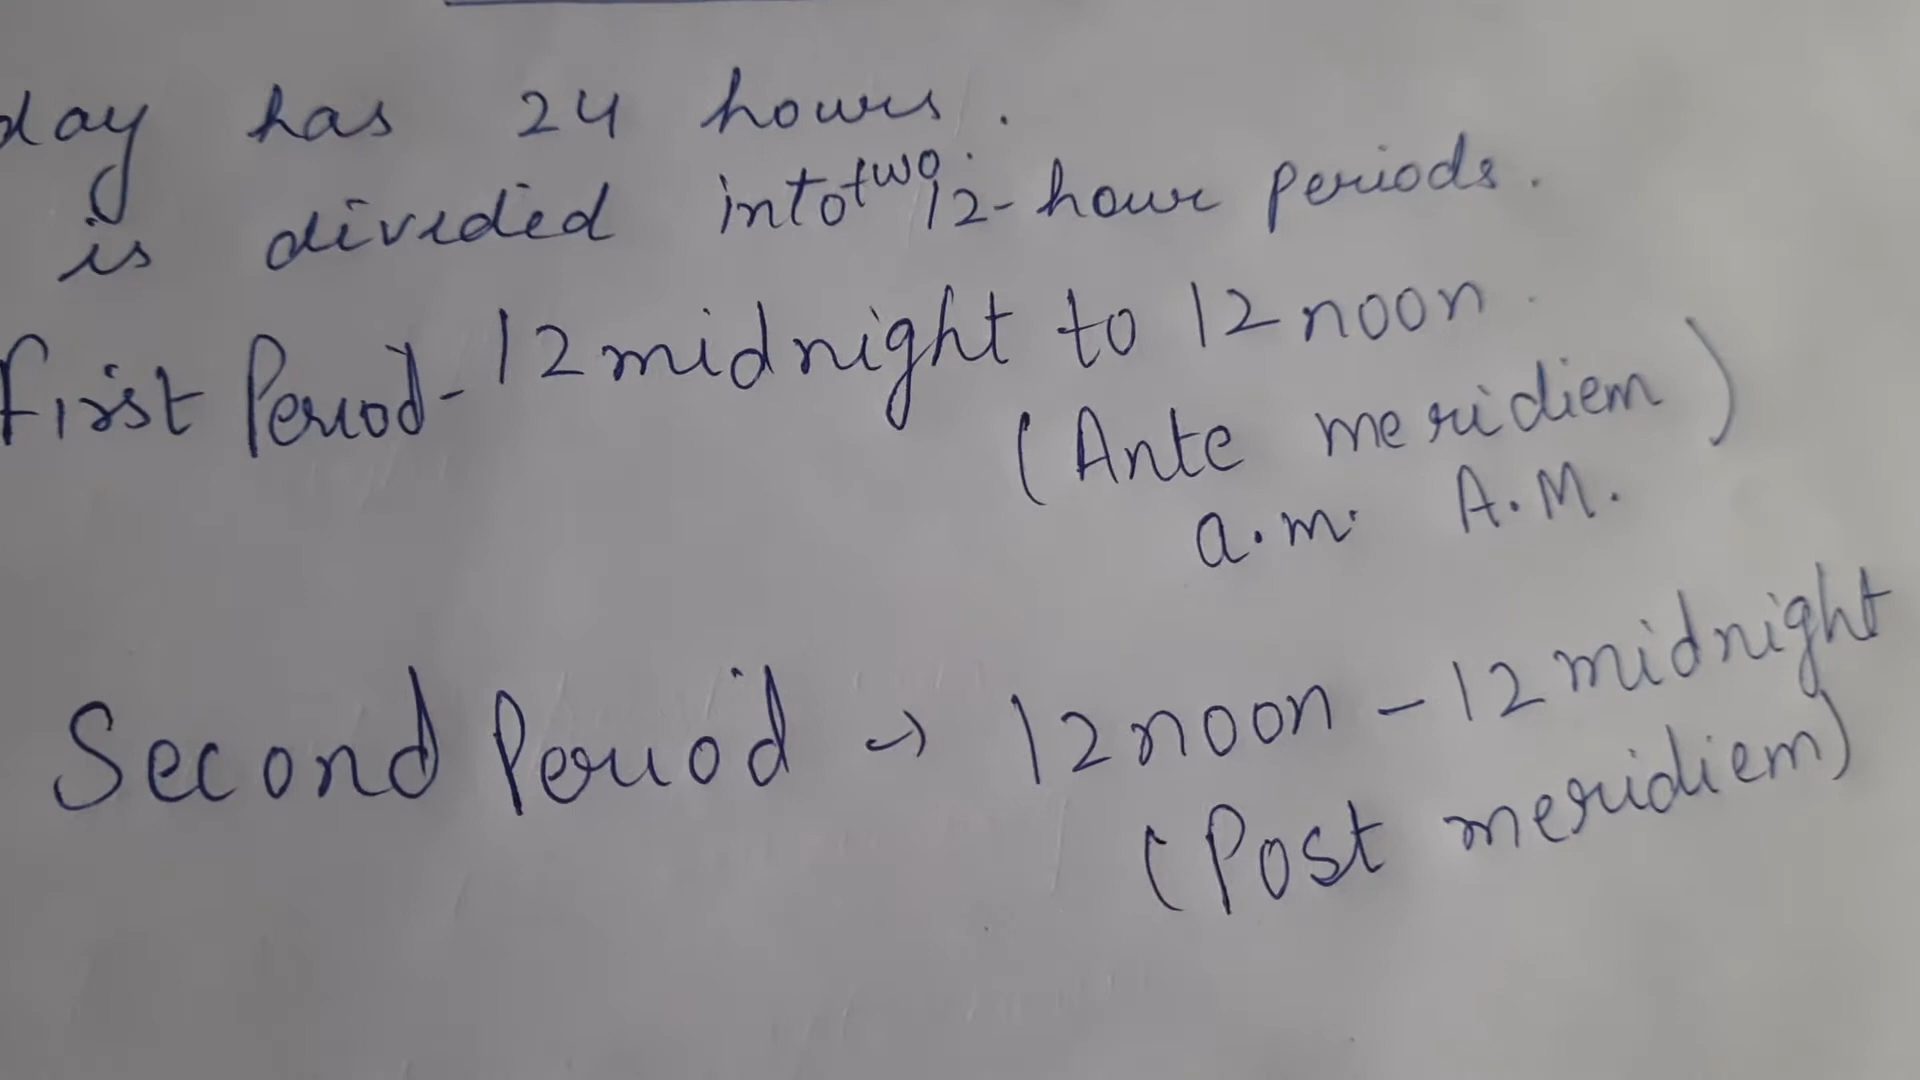 day has 24 hours.
is divided into two 12-hour periods.
First Period - 12 midnight to 12 noon.
(Ante meridiem)
a.m. A.M.
Second Period → 12 noon - 12 midnight
(Post meridiem)